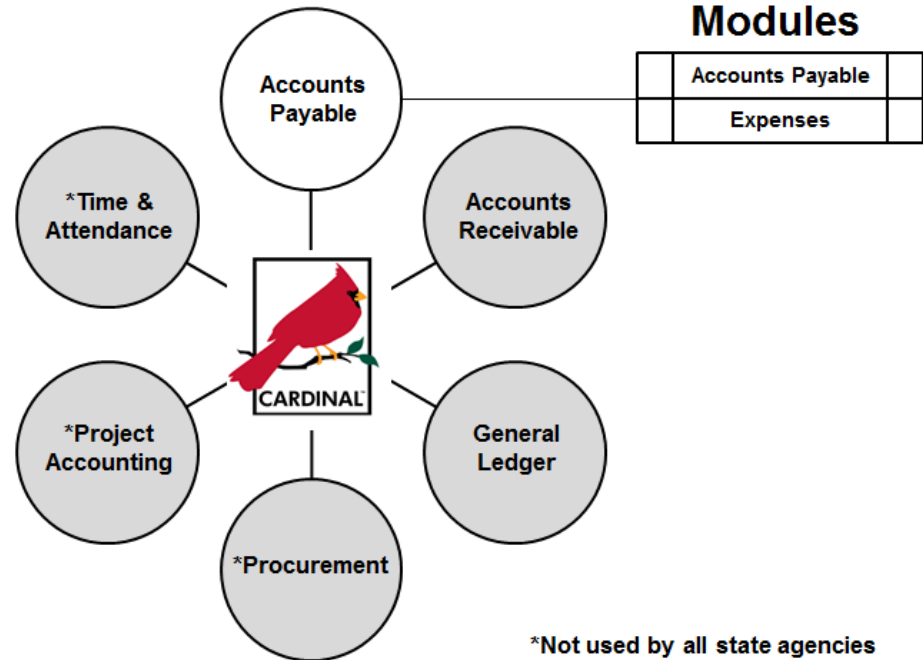 Modules
Accounts Payable
Expenses
Accounts
Payable
*Time &
Attendance
Accounts
Receivable
CARDINAL™
*Project
Accounting
General
Ledger
*Procurement
*Not used by all state agencies